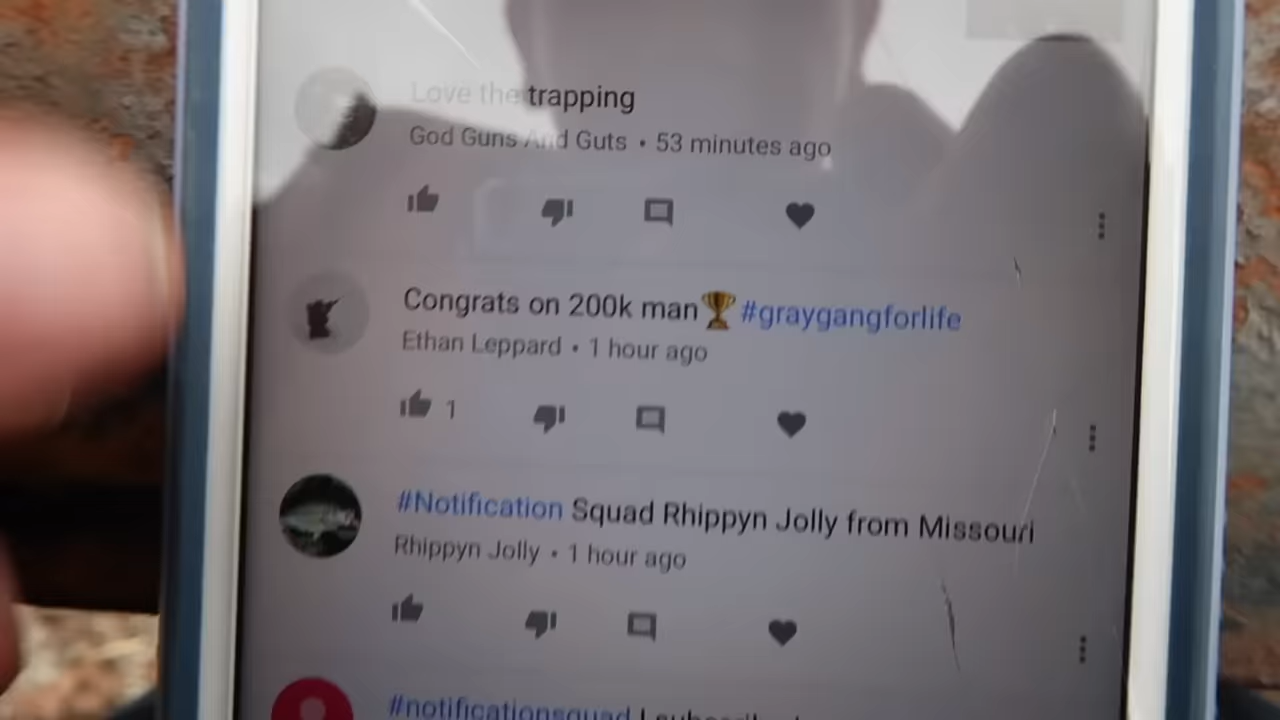 Love the trapping
God Guns And Guts • 53 minutes ago
Congrats on 200k man🏆 #graygangforlife
Ethan Leppard • 1 hour ago
1
#Notification Squad Rhippyn Jolly from Missouri
Rhippyn Jolly • 1 hour ago
#notificationsquad I